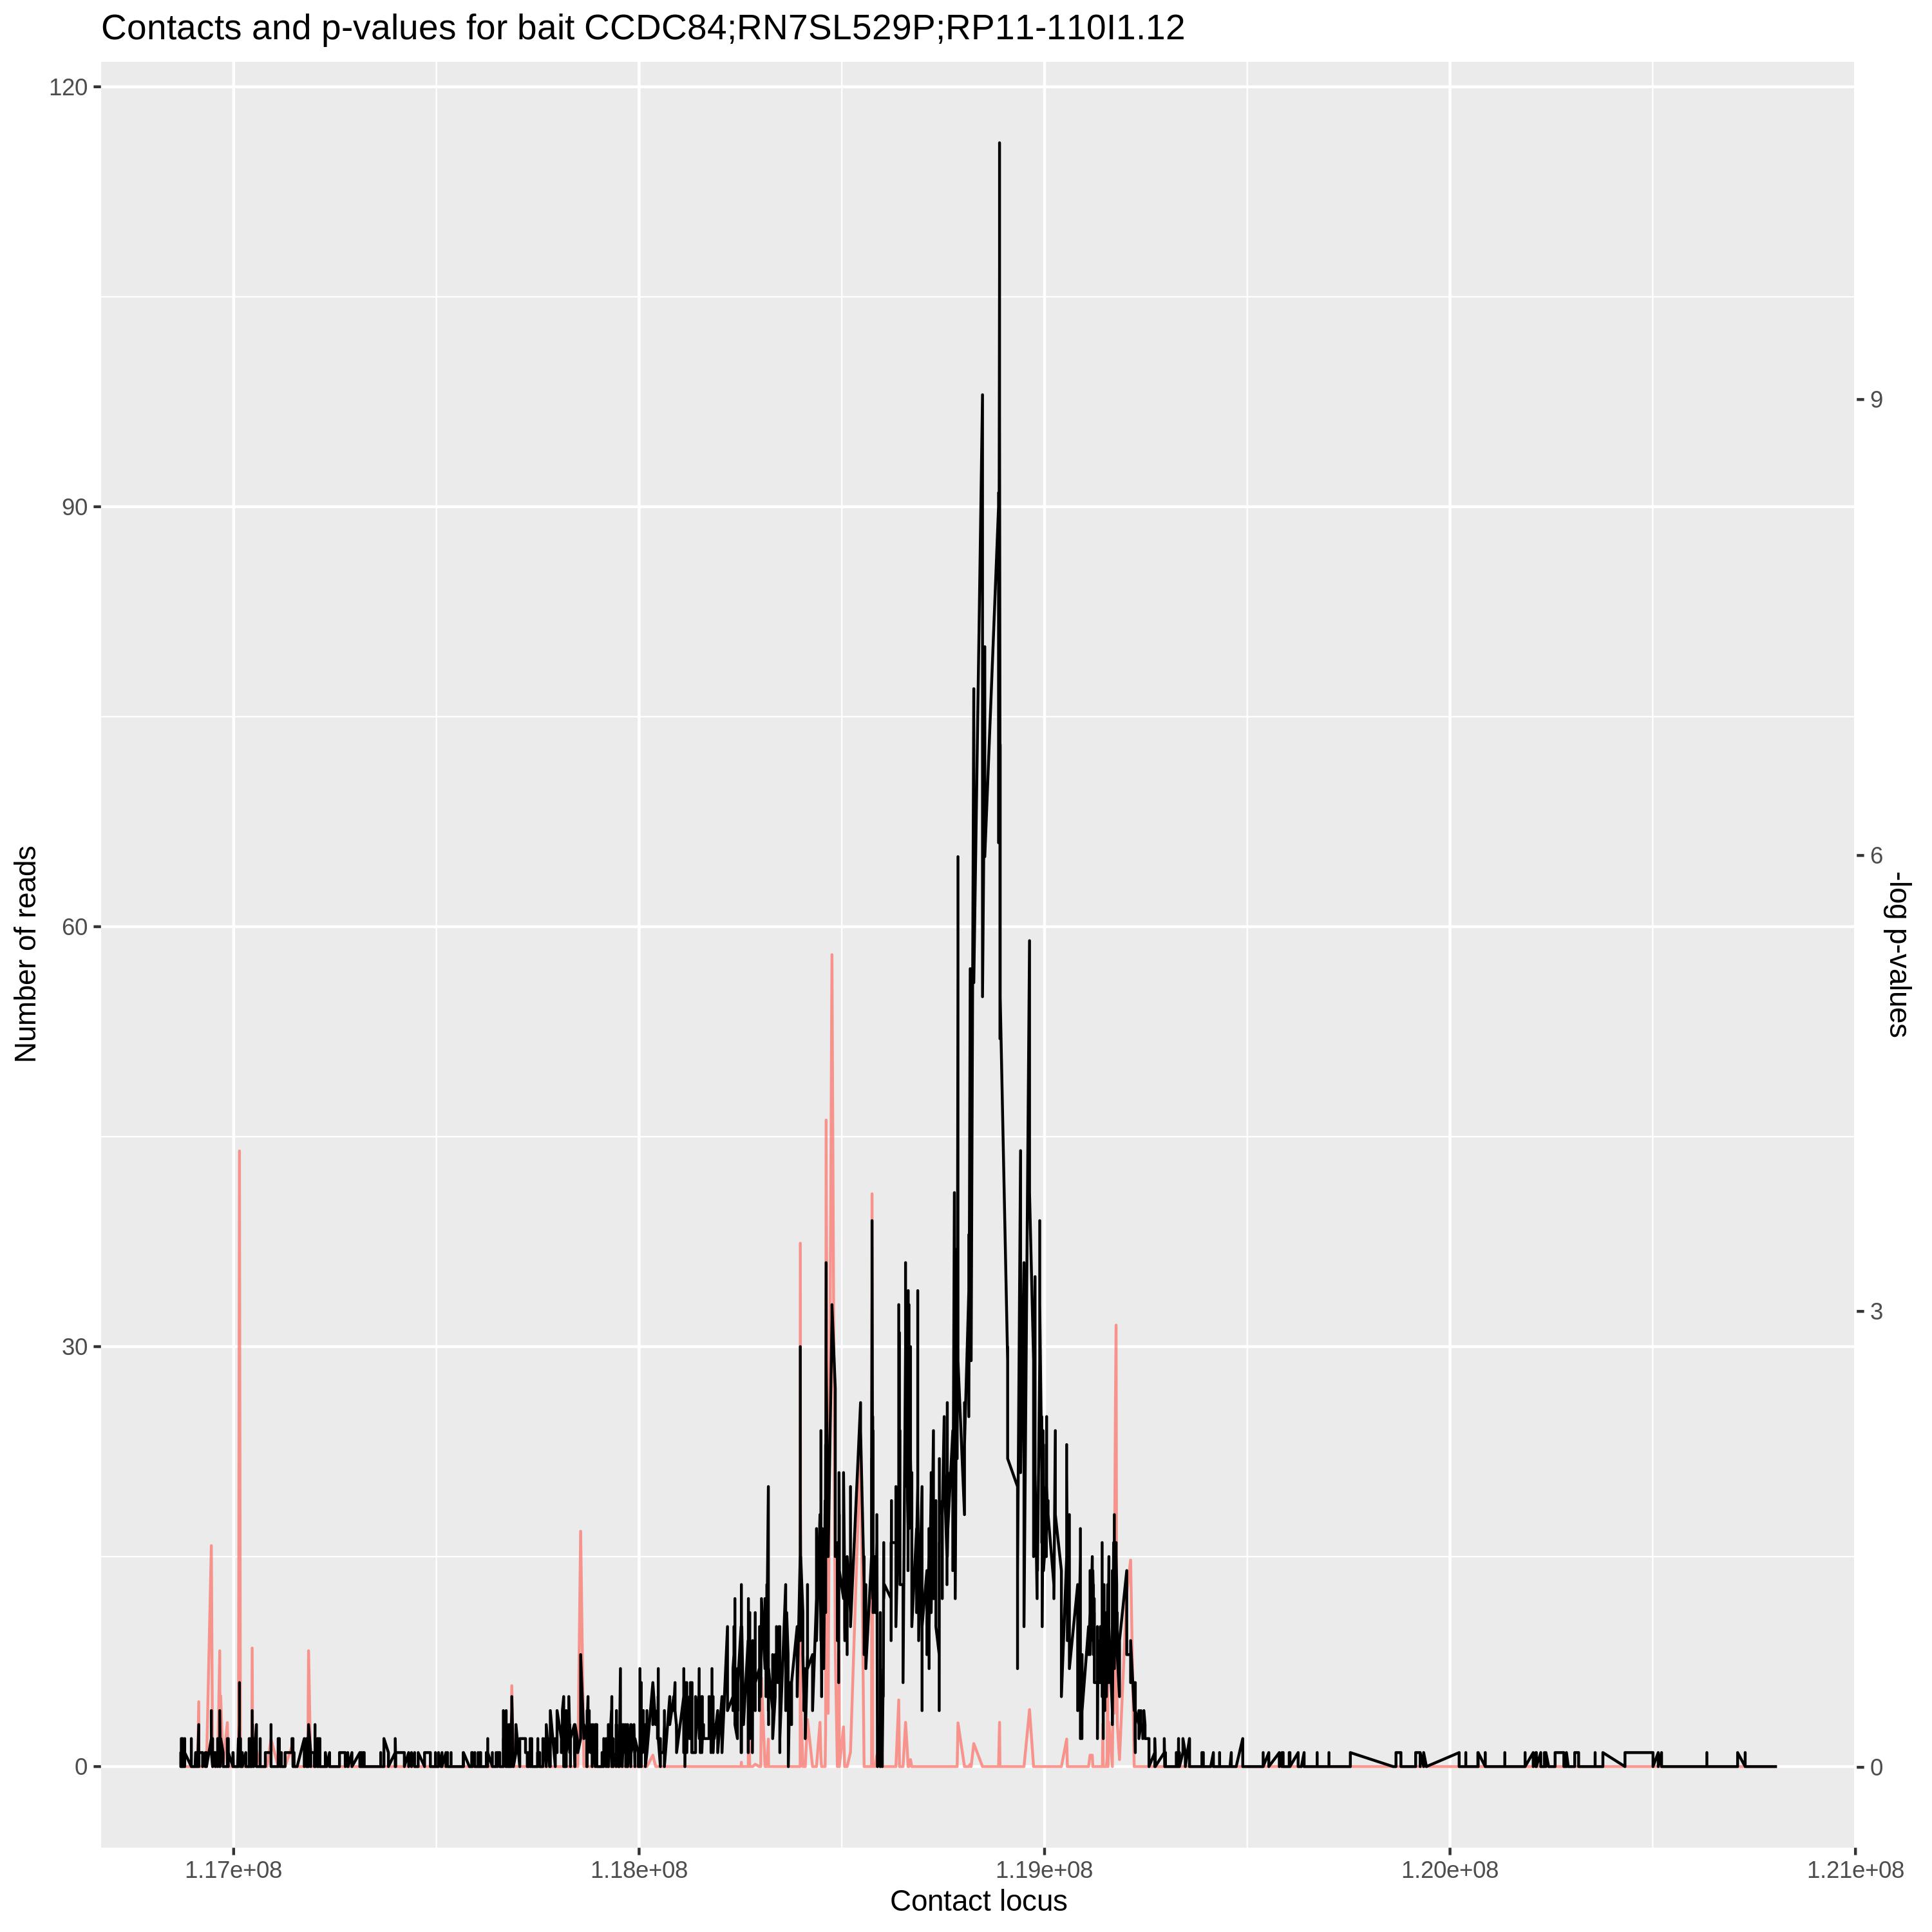 Contacts and p-values for bait CCDC84;RN7SL529P;RP11-110I1.12
120
90
60
30
0
Number of reads
9
6
3
0
-log p-values
1.17e+08 1.18e+08 1.19e+08 1.20e+08 1.21e+08
Contact locus